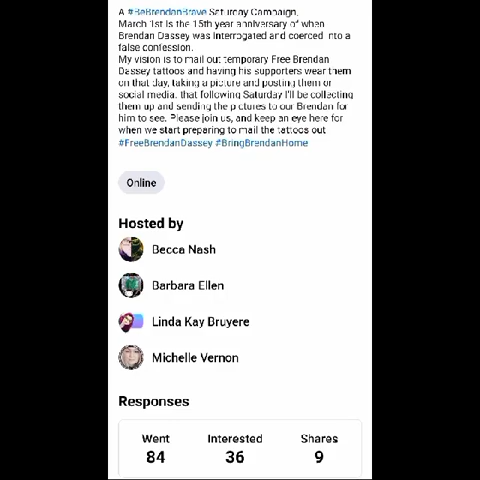 A #BeBrendanBrave Saturday Campaign,
March 1st is the 15th year anniversary of when
Brendan Dassey was interrogated and coerced into a
false confession.
My vision is to mail out temporary Free Brendan
Dassey tattoos and having his supporters wear them
on that day, taking a picture and posting them or
social media, that following Saturday I'll be collecting
them up and sending the pictures to our Brendan for
him to see. Please join us, and keep an eye here for
when we start preparing to mail the tattoos out
#FreeBrendanDassey #BringBrendanHome
Online
Hosted by
Becca Nash
Barbara Ellen
Linda Kay Bruyere
Michelle Vernon
Responses
Went Interested Shares
84 36 9